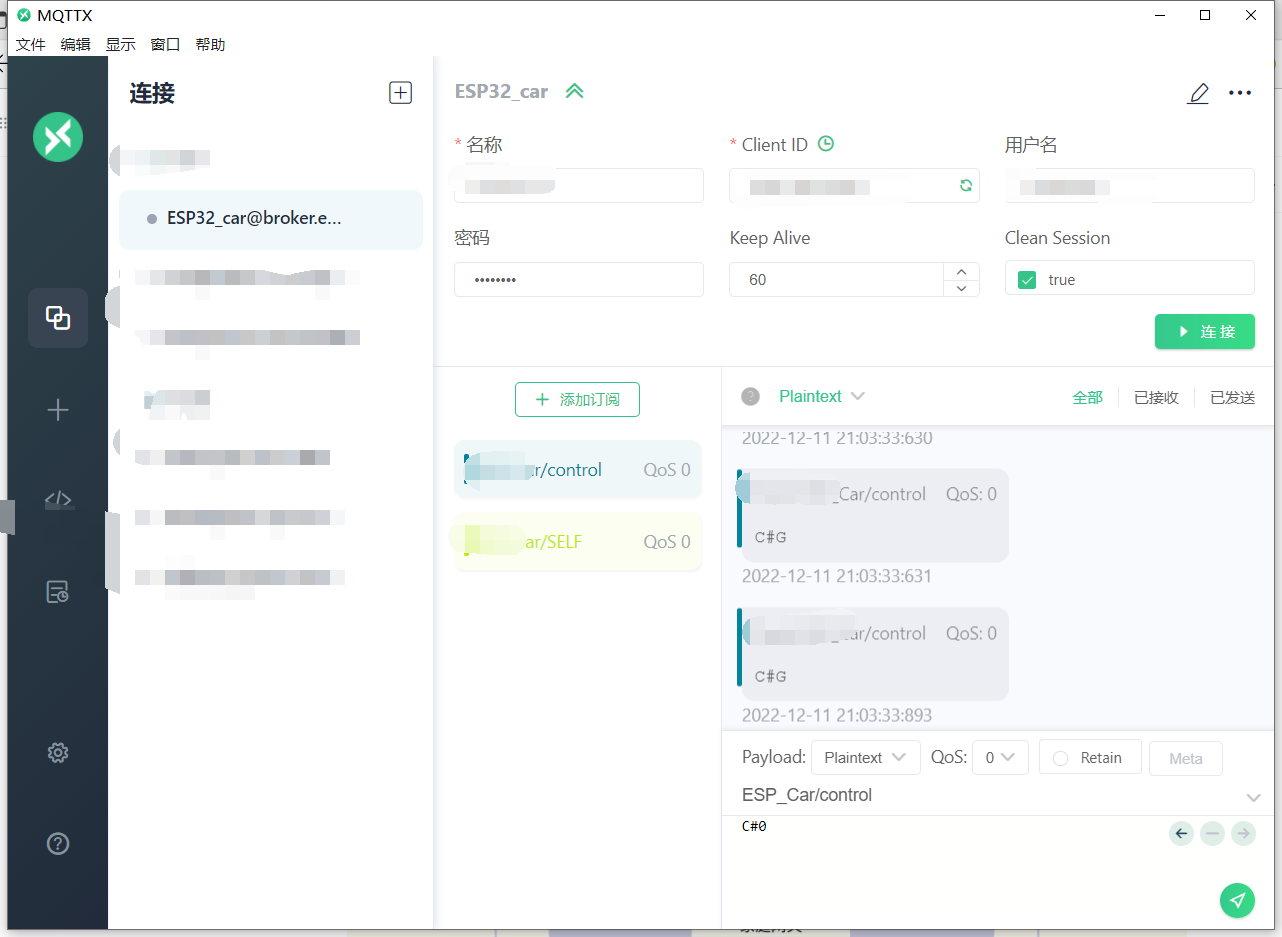 MQTTX
文件 编辑 显示 窗口 帮助
连接
ESP32_car@broker.e...
ESP32_car
* 名称
* Client ID
用户名
密码
Keep Alive
Clean Session
••••••••
60
true
连 接
添加订阅
r/control QoS 0
ar/SELF QoS 0
Plaintext
全部 已接收 已发送
2022-12-11 21:03:33:630
_Car/control QoS: 0
C#G
2022-12-11 21:03:33:631
ar/control QoS: 0
C#G
2022-12-11 21:03:33:893
Payload: Plaintext QoS: 0 Retain Meta
ESP_Car/control
C#0